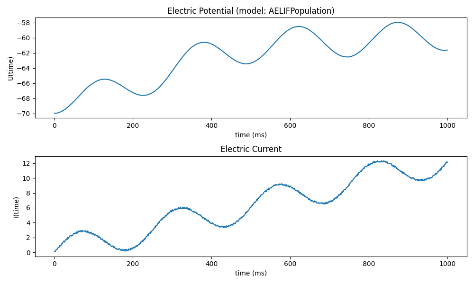 Electric Potential (model: AELIFPopulation)
U(time)
−58
−60
−62
−64
−66
−68
−70
0 200 400 600 800 1000
time (ms)
Electric Current
I(time)
12
10
8
6
4
2
0
0 200 400 600 800 1000
time (ms)